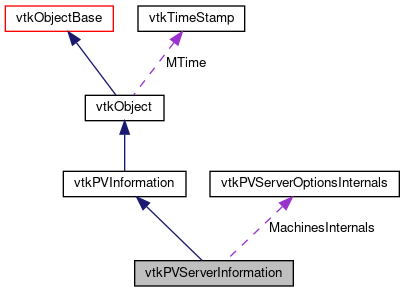 vtkObjectBase
vtkTimeStamp
MTime
vtkObject
vtkPVInformation
vtkPVServerOptionsInternals
MachinesInternals
vtkPVServerInformation